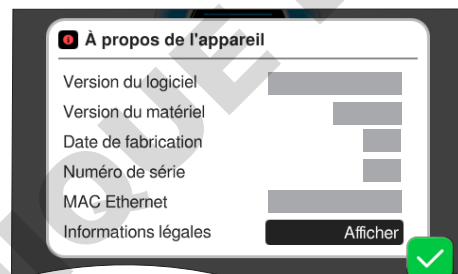 À propos de l'appareil
Version du logiciel
Version du matériel
Date de fabrication
Numéro de série
MAC Ethernet
Informations légales Afficher